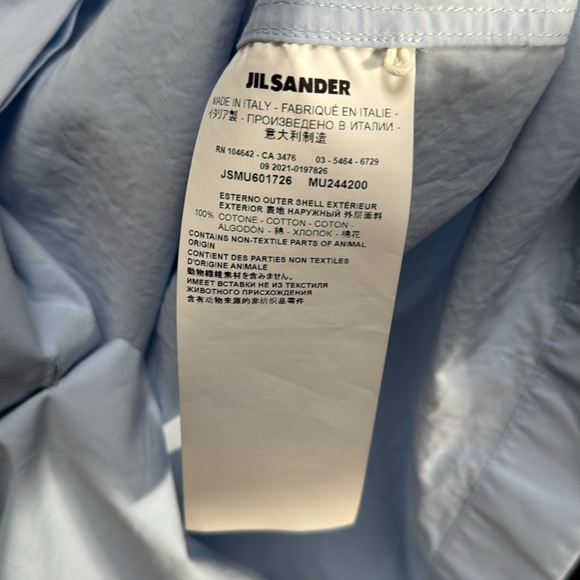 JIL SANDER
MADE IN ITALY - FABRIQUÉ EN ITALIE -
イタリア製 - ПРОИЗВЕДЕНО В ИТАЛИИ -
意大利制造
RN 104642 - CA 3476 03 - 5464 - 6729
09 2021-0197826
JSMU601726 MU244200
ESTERNO OUTER SHELL EXTÉRIEUR
EXTERIOR 表地 НАРУЖНЫЙ 外层面料
100% COTONE - COTTON - COTON -
ALGODÓN - 綿 - ХЛОПОК - 棉花
CONTAINS NON-TEXTILE PARTS OF ANIMAL
ORIGIN
CONTIENT DES PARTIES NON TEXTILES
D'ORIGINE ANIMALE
動物繊維素材を含みません。
ИМЕЕТ ВСТАВКИ НЕ ИЗ ТЕКСТИЛЯ
ЖИВОТНОГО ПРИСХОЖДЕНИЯ
含有动物来源的非纺织品零件